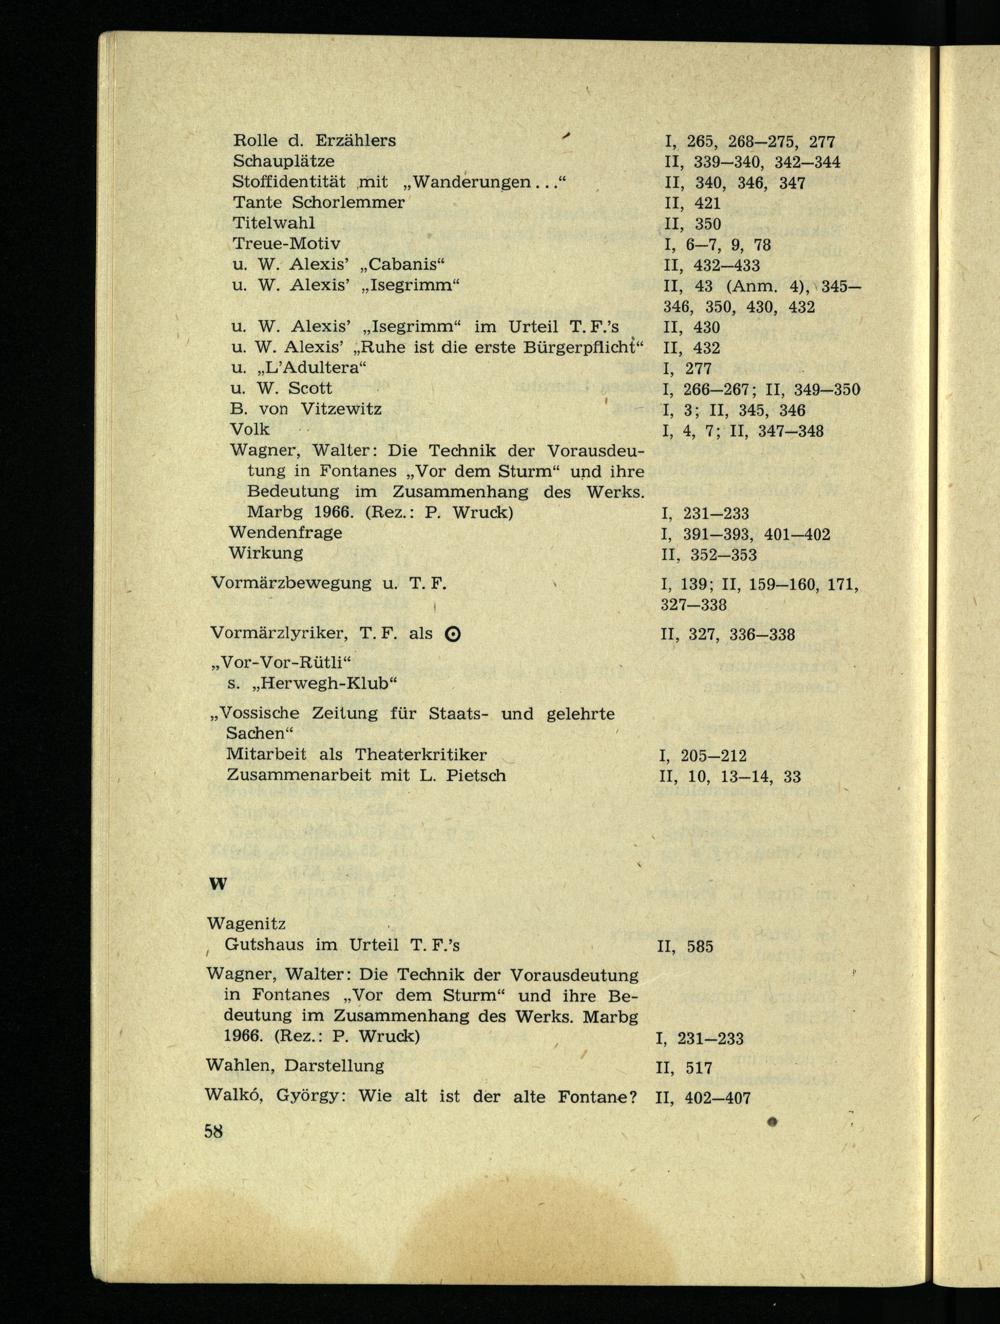 Rolle d. Erzählers I, 265, 268—275, 277
Schauplätze II, 339—340, 342—344
Stoffidentität mit „Wanderungen . . .“ II, 340, 346, 347
Tante Schorlemmer II, 421
Titelwahl II, 350
Treue-Motiv I, 6—7, 9, 78
u. W. Alexis’ „Cabanis“ II, 432—433
u. W. Alexis’ „Isegrimm“ II, 43 (Anm. 4), 345—
346, 350, 430, 432
u. W. Alexis’ „Isegrimm“ im Urteil T. F.’s II, 430
u. W. Alexis’ „Ruhe ist die erste Bürgerpflicht“ II, 432
u. „L’Adultera“ I, 277
u. W. Scott I, 266—267; II, 349—350
B. von Vitzewitz I, 3; II, 345, 346
Volk I, 4, 7; II, 347—348
Wagner, Walter: Die Technik der Vorausdeu-
tung in Fontanes „Vor dem Sturm“ und ihre
Bedeutung im Zusammenhang des Werks.
Marbg 1966. (Rez.: P. Wruck) I, 231—233
Wendenfrage I, 391—393, 401—402
Wirkung II, 352—353
Vormärzbewegung u. T. F. I, 139; II, 159—160, 171,
327—338
Vormärzlyriker, T. F. als ⊙ II, 327, 336—338
„Vor-Vor-Rütli“
s. „Herwegh-Klub“
„Vossische Zeitung für Staats- und gelehrte
Sachen“
Mitarbeit als Theaterkritiker I, 205—212
Zusammenarbeit mit L. Pietsch II, 10, 13—14, 33
W
Wagenitz
Gutshaus im Urteil T. F.’s II, 585
Wagner, Walter: Die Technik der Vorausdeutung
in Fontanes „Vor dem Sturm“ und ihre Be-
deutung im Zusammenhang des Werks. Marbg
1966. (Rez.: P. Wruck) I, 231—233
Wahlen, Darstellung II, 517
Walkó, György: Wie alt ist der alte Fontane? II, 402—407
58